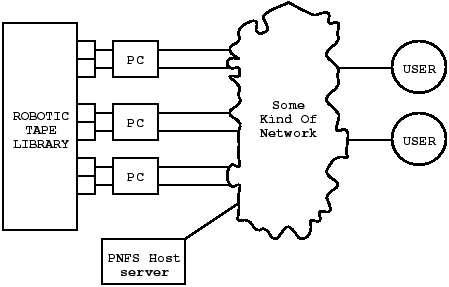 ROBOTIC
TAPE
LIBRARY
PC
PC
PC
Some
Kind Of
Network
USER
USER
PNFS Host
server